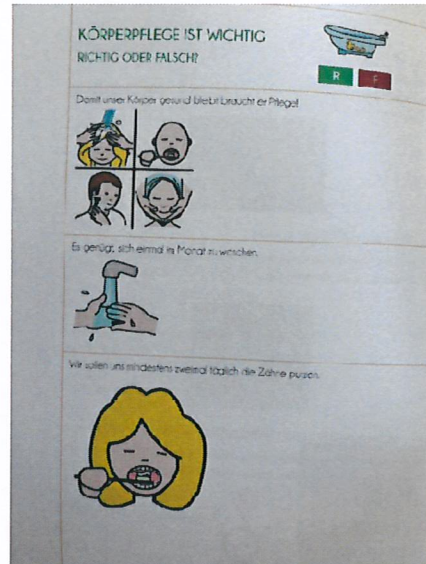 KÖRPERPFLEGE IST WICHTIG
RICHTIG ODER FALSCH?
R F
Damit unser Körper gesund bleibt braucht er Pflege!
Es genügt, sich einmal im Monat zu waschen.
Wir sollen uns mindestens zweimal täglich die Zähne putzen.